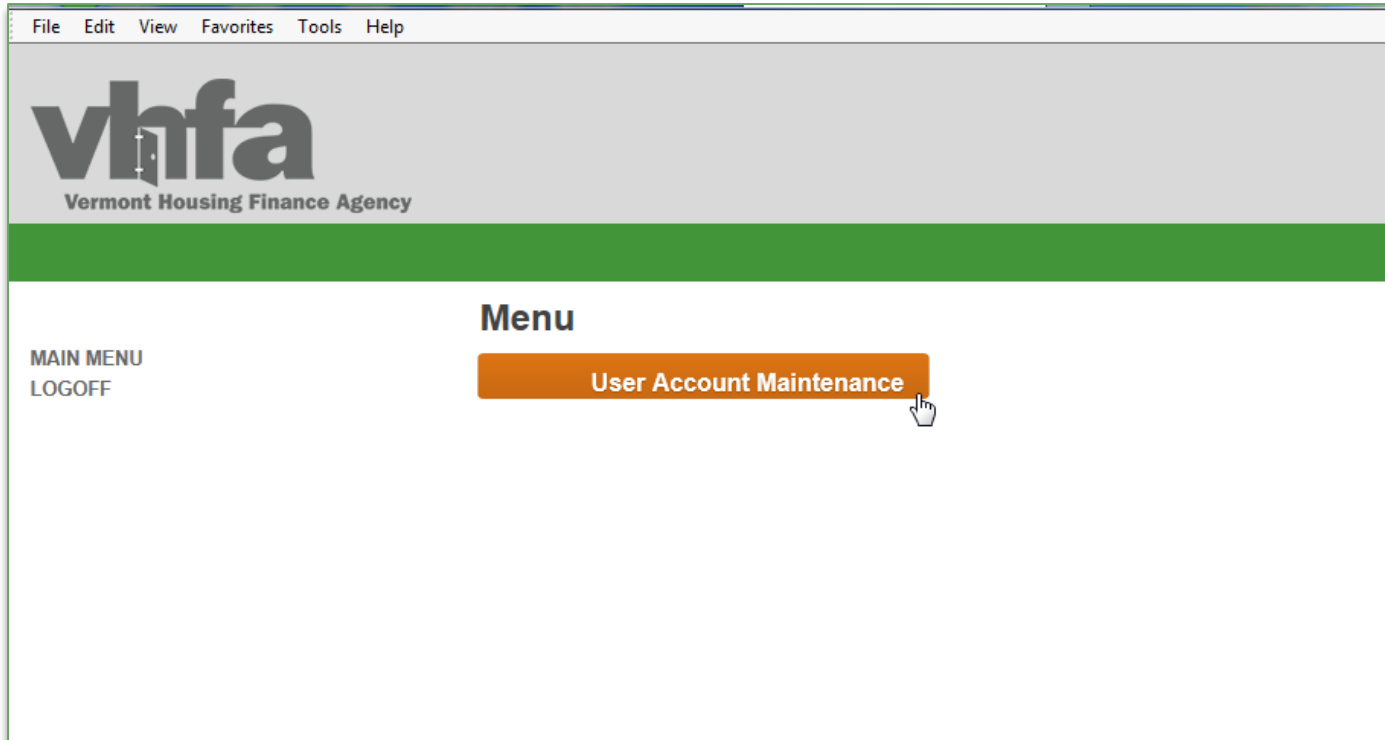 File Edit View Favorites Tools Help
vhfa
Vermont Housing Finance Agency
Menu
MAIN MENU
User Account Maintenance
LOGOFF